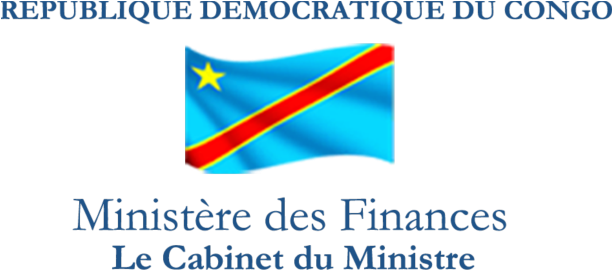 REPUBLIQUE DEMOCRATIQUE DU CONGO
Ministère des Finances
Le Cabinet du Ministre